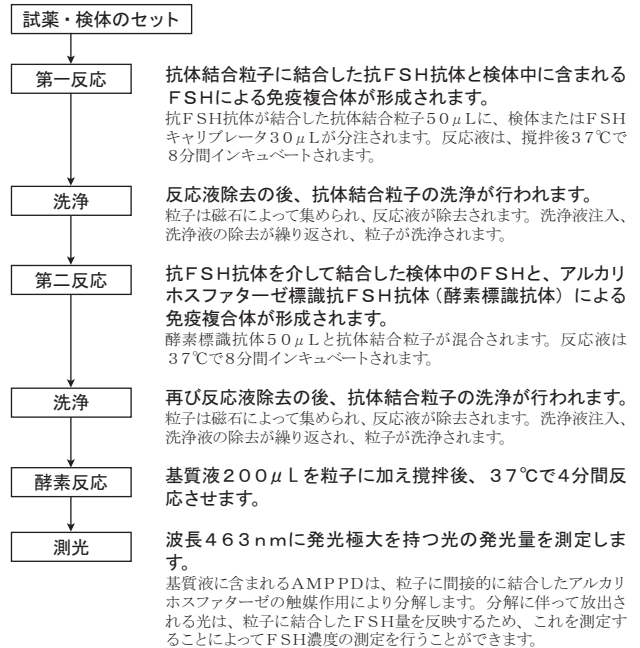 試薬・検体のセット
第一反応
抗体結合粒子に結合した抗FSH抗体と検体中に含まれる
FSHによる免疫複合体が形成されます。
抗FSH抗体が結合した抗体結合粒子50μLに、検体またはFSH
キャリブレータ30μLが分注されます。反応液は、撹拌後37℃で
8分間インキュベートされます。
洗浄
反応液除去の後、抗体結合粒子の洗浄が行われます。
粒子は磁石によって集められ、反応液が除去されます。洗浄液注入、
洗浄液の除去が繰り返され、粒子が洗浄されます。
第二反応
抗FSH抗体を介して結合した検体中のFSHと、アルカリ
ホスファターゼ標識抗FSH抗体（酵素標識抗体）による
免疫複合体が形成されます。
酵素標識抗体50μLと抗体結合粒子が混合されます。反応液は
37℃で8分間インキュベートされます。
洗浄
再び反応液除去の後、抗体結合粒子の洗浄が行われます。
粒子は磁石によって集められ、反応液が除去されます。洗浄液注入、
洗浄液の除去が繰り返され、粒子が洗浄されます。
酵素反応
基質液200μLを粒子に加え撹拌後、37℃で4分間反
応させます。
測光
波長463nmに発光極大を持つ光の発光量を測定しま
す。
基質液に含まれるAMPPDは、粒子に間接的に結合したアルカリ
ホスファターゼの触媒作用により分解します。分解に伴って放出さ
れる光は、粒子に結合したFSH量を反映するため、これを測定す
ることによってFSH濃度の測定を行うことができます。